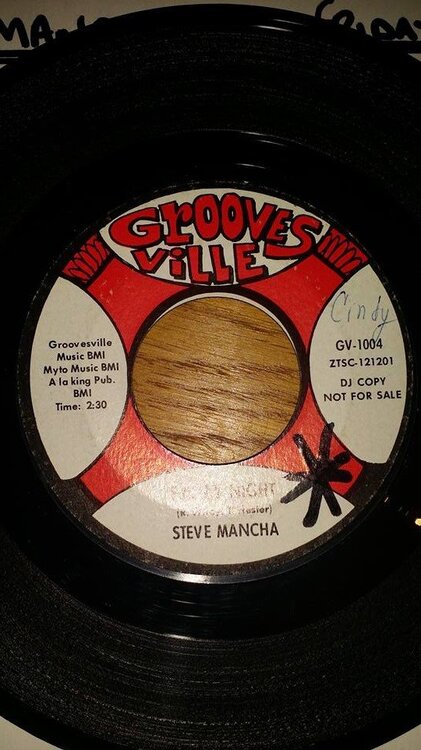 GROOVES
VILLE
Cindy
Groovesville
Music BMI
Myto Music BMI
A la king Pub.
BMI
Time: 2:30
GV-1004
ZTSC-121201
DJ COPY
NOT FOR SALE
NIGHT
STEVE MANCHA